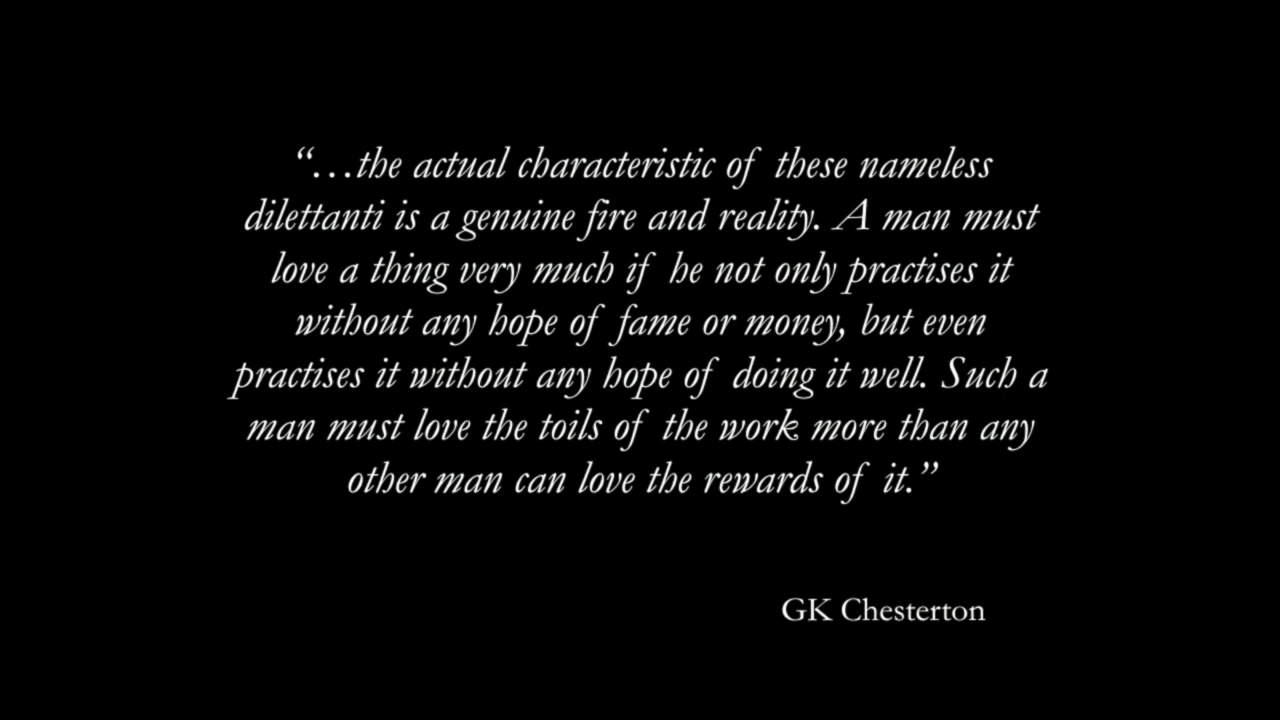 “…the actual characteristic of these nameless
dilettanti is a genuine fire and reality. A man must
love a thing very much if he not only practises it
without any hope of fame or money, but even
practises it without any hope of doing it well. Such a
man must love the toils of the work more than any
other man can love the rewards of it.”
GK Chesterton